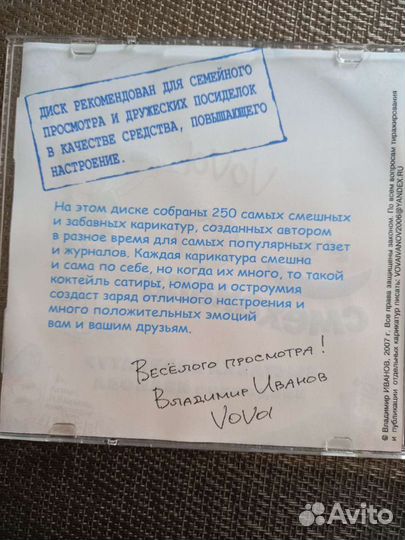 ДИСК РЕКОМЕНДОВАН ДЛЯ СЕМЕЙНОГО
ПРОСМОТРА И ДРУЖЕСКИХ ПОСИДЕЛОК
В КАЧЕСТВЕ СРЕДСТВА, ПОВЫШАЮЩЕГО
НАСТРОЕНИЕ.
На этом диске собраны 250 самых смешных
и забавных карикатур, созданных автором
в разное время для самых популярных газет
и журналов. Каждая карикатура смешна
и сама по себе, но когда их много, то такой
коктейль сатиры, юмора и остроумия
создаст заряд отличного настроения и
много положительных эмоций
вам и вашим друзьям.
Весёлого просмотра!
Владимир Иванов
VoVa
© Владимир ИВАНОВ, 2007 г. Все права защищены законом. По всем вопросам тиражирования
и публикации отдельных карикатур писать: VOVAIVANOV2006@YANDEX.RU
Avito